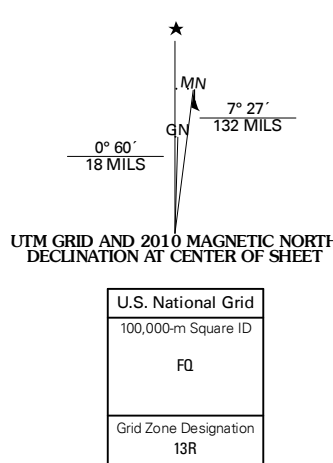 MN
7° 27´
132 MILS
GN
0° 60´
18 MILS
UTM GRID AND 2010 MAGNETIC NORTH
DECLINATION AT CENTER OF SHEET
U.S. National Grid
100,000-m Square ID
FQ
Grid Zone Designation
13R